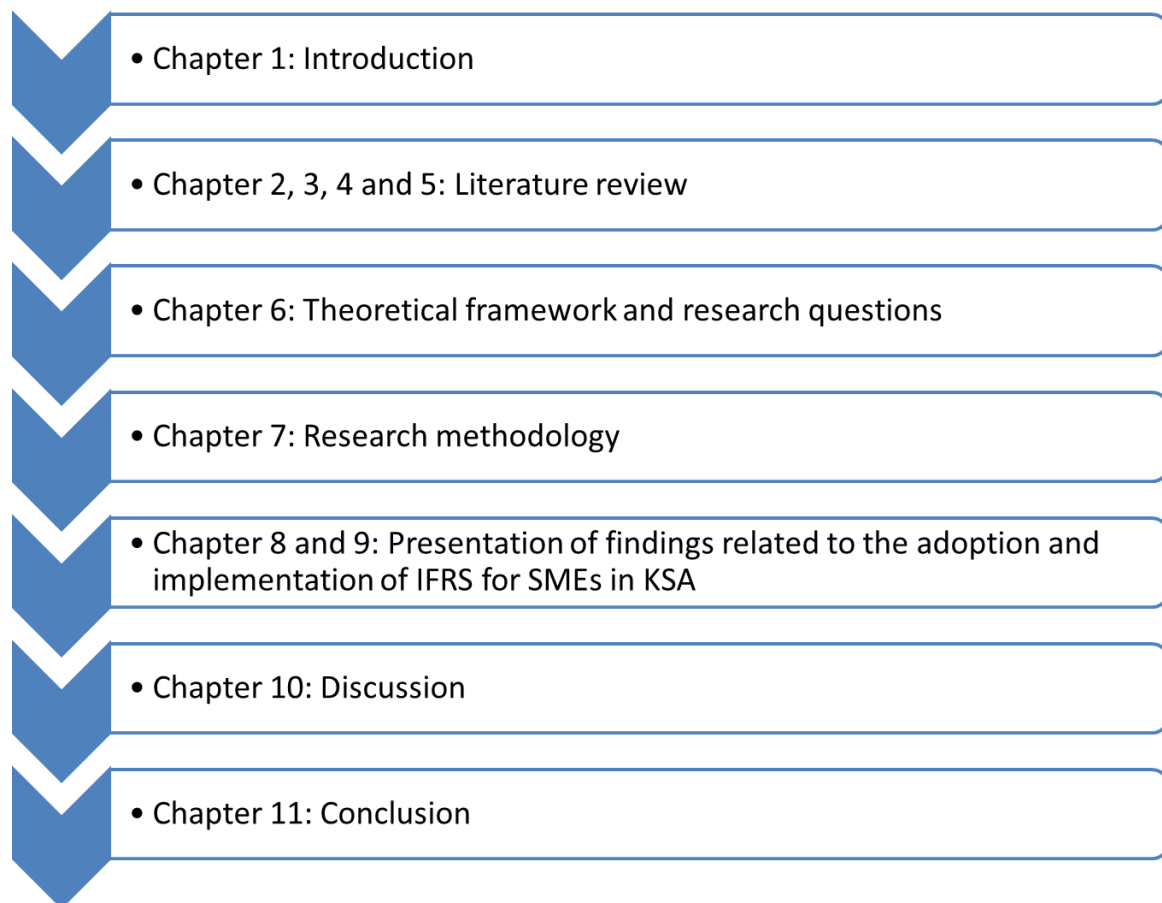 • Chapter 1: Introduction
• Chapter 2, 3, 4 and 5: Literature review
• Chapter 6: Theoretical framework and research questions
• Chapter 7: Research methodology
• Chapter 8 and 9: Presentation of findings related to the adoption and
implementation of IFRS for SMEs in KSA
• Chapter 10: Discussion
• Chapter 11: Conclusion